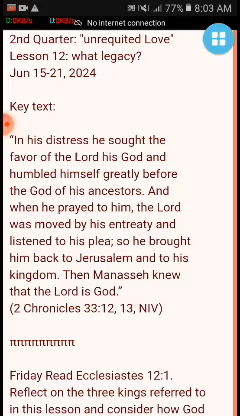 0.0KB/s U:0.0KB/s No internet connection 77% 8:03 AM
2nd Quarter: "unrequited Love"
Lesson 12: what legacy?
Jun 15-21, 2024
Key text:
“In his distress he sought the
favor of the Lord his God and
humbled himself greatly before
the God of his ancestors. And
when he prayed to him, the Lord
was moved by his entreaty and
listened to his plea; so he brought
him back to Jerusalem and to his
kingdom. Then Manasseh knew
that the Lord is God.”
(2 Chronicles 33:12, 13, NIV)
πππππππππ
Friday Read Ecclesiastes 12:1.
Reflect on the three kings referred to
in this lesson and consider how God